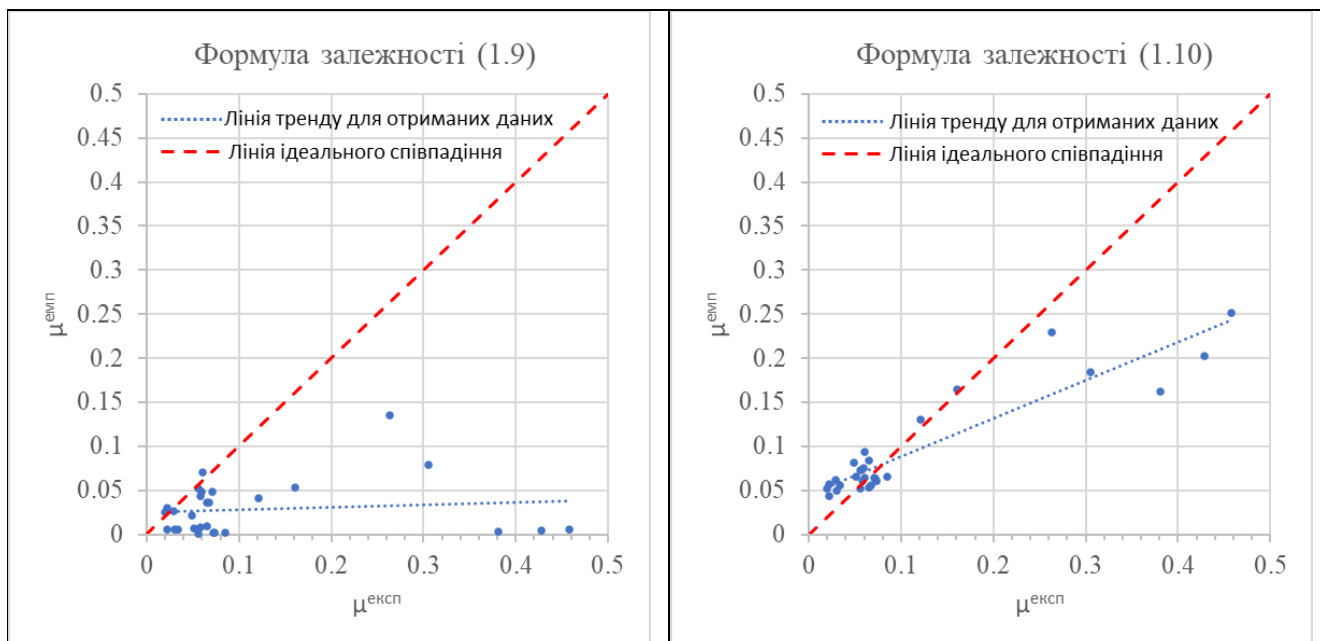 Формула залежності (1.9)
0.5
0.45
0.4
0.35
0.3
0.25
0.2
0.15
0.1
0.05
0
Лінія тренду для отриманих даних
Лінія ідеального співпадіння
μемп
0 0.1 0.2 0.3 0.4 0.5
μексп
Формула залежності (1.10)
0.5
0.45
0.4
0.35
0.3
0.25
0.2
0.15
0.1
0.05
0
Лінія тренду для отриманих даних
Лінія ідеального співпадіння
μемп
0 0.1 0.2 0.3 0.4 0.5
μексп